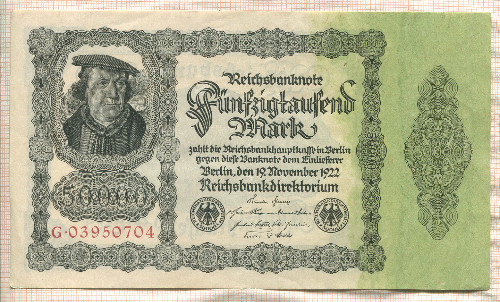 Reichsbanknote
Fünfzigtausend
Mark
zahlt die Reichsbankhauptkasse in Berlin
gegen diese Banknote dem Einlieferer
Berlin, den 19. November 1922
Reichsbankdirektorium
50000
G·03950704